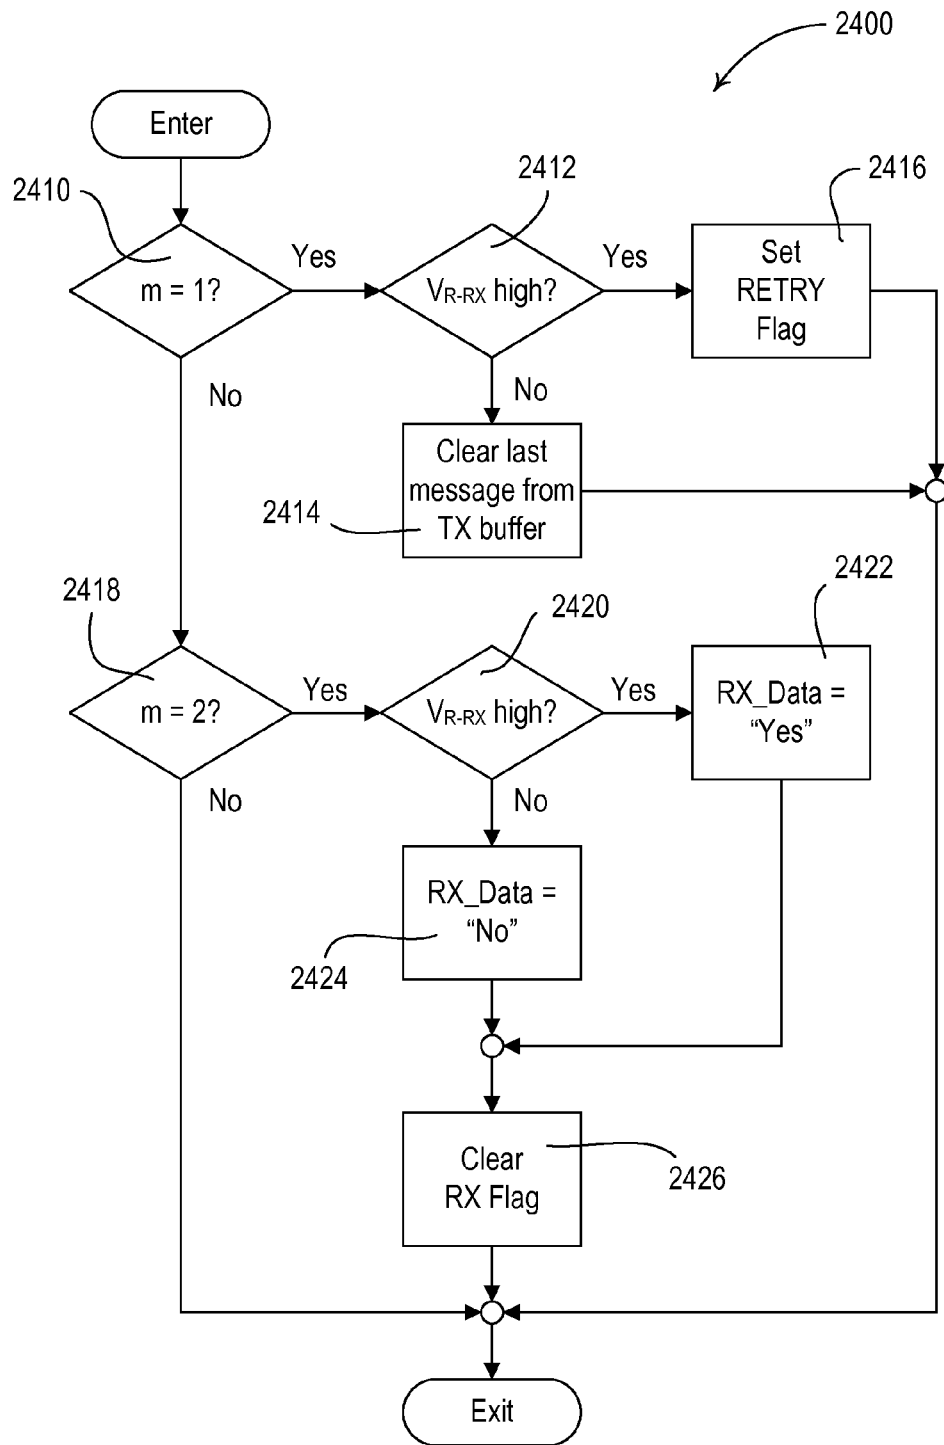 2400
Enter
2410
2412
2416
m = 1?
Yes
VR-RX high?
Yes
Set
RETRY
Flag
No
No
Clear last
message from
TX buffer
2414
2418
2420
2422
m = 2?
Yes
VR-RX high?
Yes
RX_Data =
“Yes”
No
No
RX_Data =
“No”
2424
Clear
RX Flag
2426
Exit